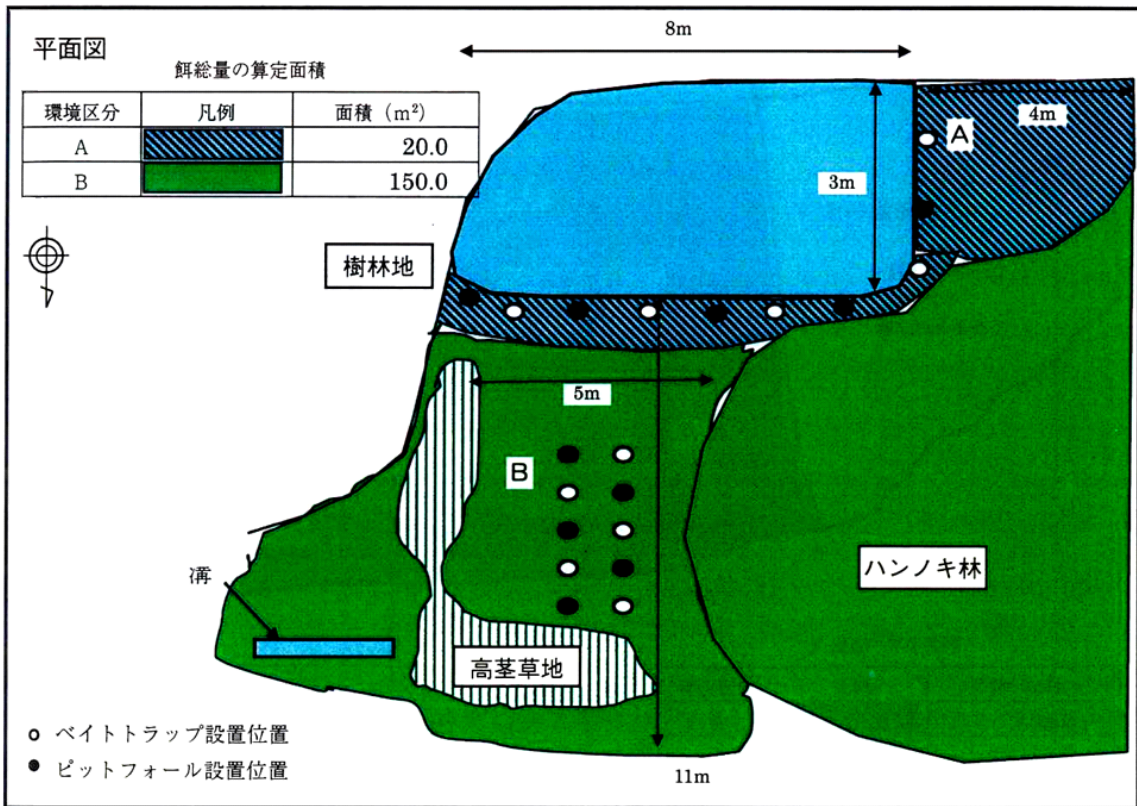 平面図
餌総量の算定面積
環境区分 凡例 面積（m²）
A 20.0
B 150.0
8m
4m
A
3m
樹林地
5m
B
溝
ハンノキ林
高茎草地
ベイトトラップ設置位置
ピットフォール設置位置
11m